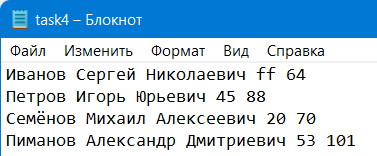 task4 – Блокнот
Файл Изменить Формат Вид Справка
Иванов Сергей Николаевич ff 64
Петров Игорь Юрьевич 45 88
Семёнов Михаил Алексеевич 20 70
Пиманов Александр Дмитриевич 53 101